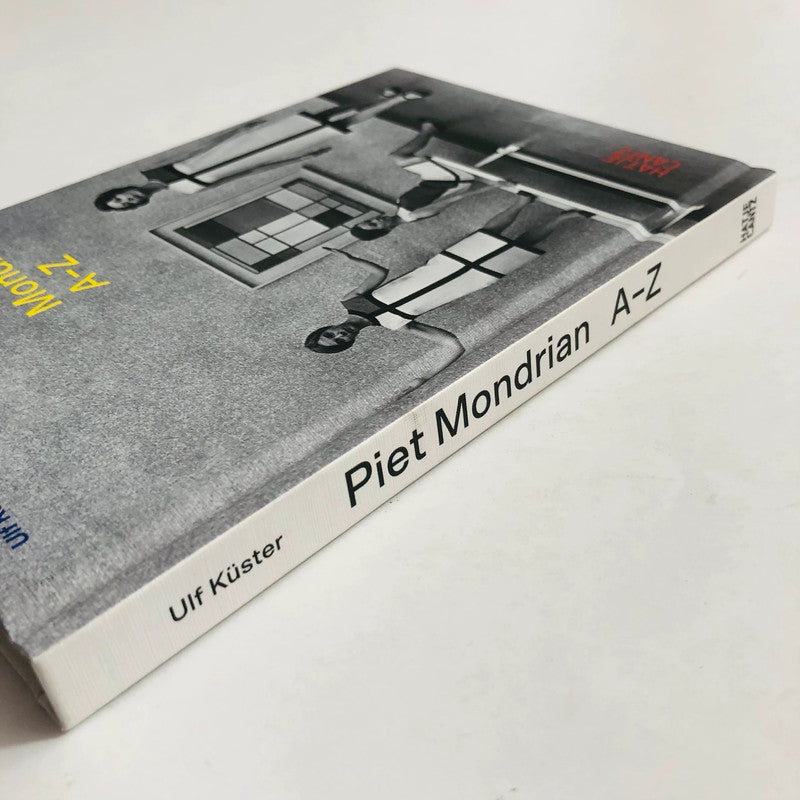 Ulf Küster
Piet Mondrian A–Z
HATJE
CANTZ
A–Z
HATJE
CANTZ